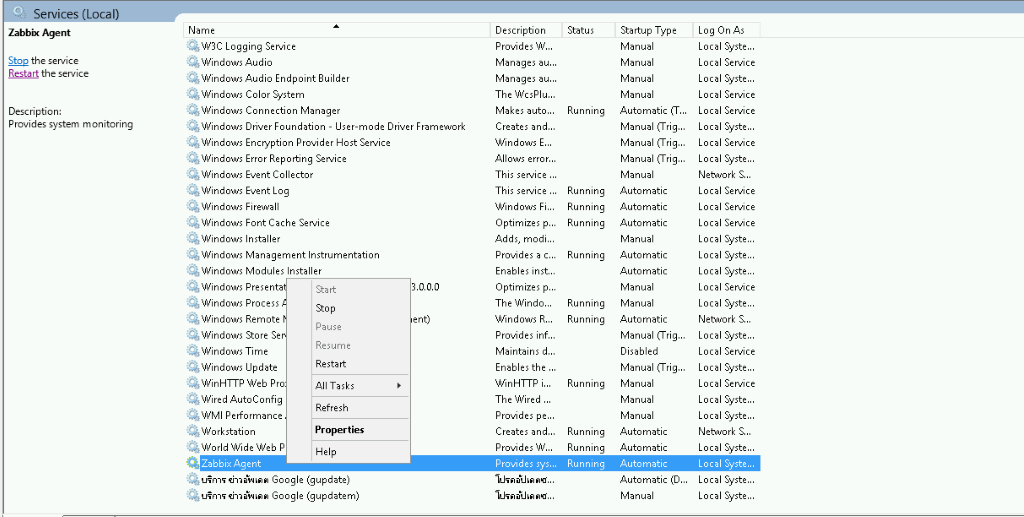 Services (Local)
Zabbix Agent
Stop the service
Restart the service
Description:
Provides system monitoring
Name Description Status Startup Type Log On As
W3C Logging Service Provides W... Manual Local Syste...
Windows Audio Manages au... Manual Local Service
Windows Audio Endpoint Builder Manages au... Manual Local Syste...
Windows Color System The WcsPlu... Manual Local Service
Windows Connection Manager Makes auto... Running Automatic (T... Local Service
Windows Driver Foundation - User-mode Driver Framework Creates and... Manual (Trig... Local Syste...
Windows Encryption Provider Host Service Windows E... Manual (Trig... Local Service
Windows Error Reporting Service Allows error... Manual (Trig... Local Syste...
Windows Event Collector This service ... Manual Network S...
Windows Event Log This service ... Running Automatic Local Service
Windows Firewall Windows Fi... Running Automatic Local Service
Windows Font Cache Service Optimizes p... Running Automatic Local Service
Windows Installer Adds, modi... Manual Local Syste...
Windows Management Instrumentation Provides a c... Running Automatic Local Syste...
Windows Modules Installer Enables inst... Automatic Local Syste...
Windows Presentat 3.0.0.0 Optimizes p... Manual Local Service
Windows Process A The Windo... Running Manual Local Syste...
Windows Remote M ent) Windows R... Running Automatic Network S...
Windows Store Ser Provides inf... Manual (Trig... Local Syste...
Windows Time Maintains d... Disabled Local Service
Windows Update Enables the ... Manual (Trig... Local Syste...
WinHTTP Web Pro WinHTTP i... Running Manual Local Service
Wired AutoConfig The Wired ... Manual Local Syste...
WMI Performance Provides pe... Manual Local Syste...
Workstation Creates and... Running Automatic Network S...
World Wide Web P Provides W... Running Automatic Local Syste...
Zabbix Agent Provides sys... Running Automatic Local Syste...
บริการ ข่าวอัพเดต Google (gupdate) โปรดอัปเดตซ... Automatic (D... Local Syste...
บริการ ข่าวอัพเดต Google (gupdatem) โปรดอัปเดตซ... Manual Local Syste...
Start
Stop
Pause
Resume
Restart
All Tasks
Refresh
Properties
Help